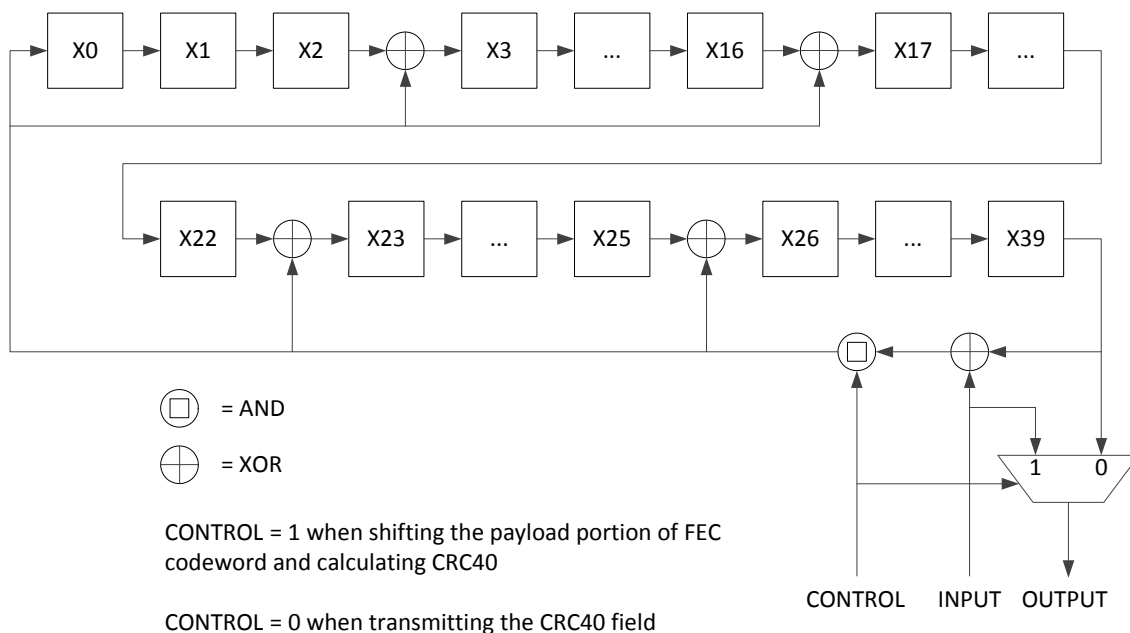 X0 X1 X2 X3 ... X16 X17 ...
X22 X23 ... X25 X26 ... X39
= AND
= XOR
1 0
CONTROL = 1 when shifting the payload portion of FEC
codeword and calculating CRC40
CONTROL = 0 when transmitting the CRC40 field
CONTROL INPUT OUTPUT